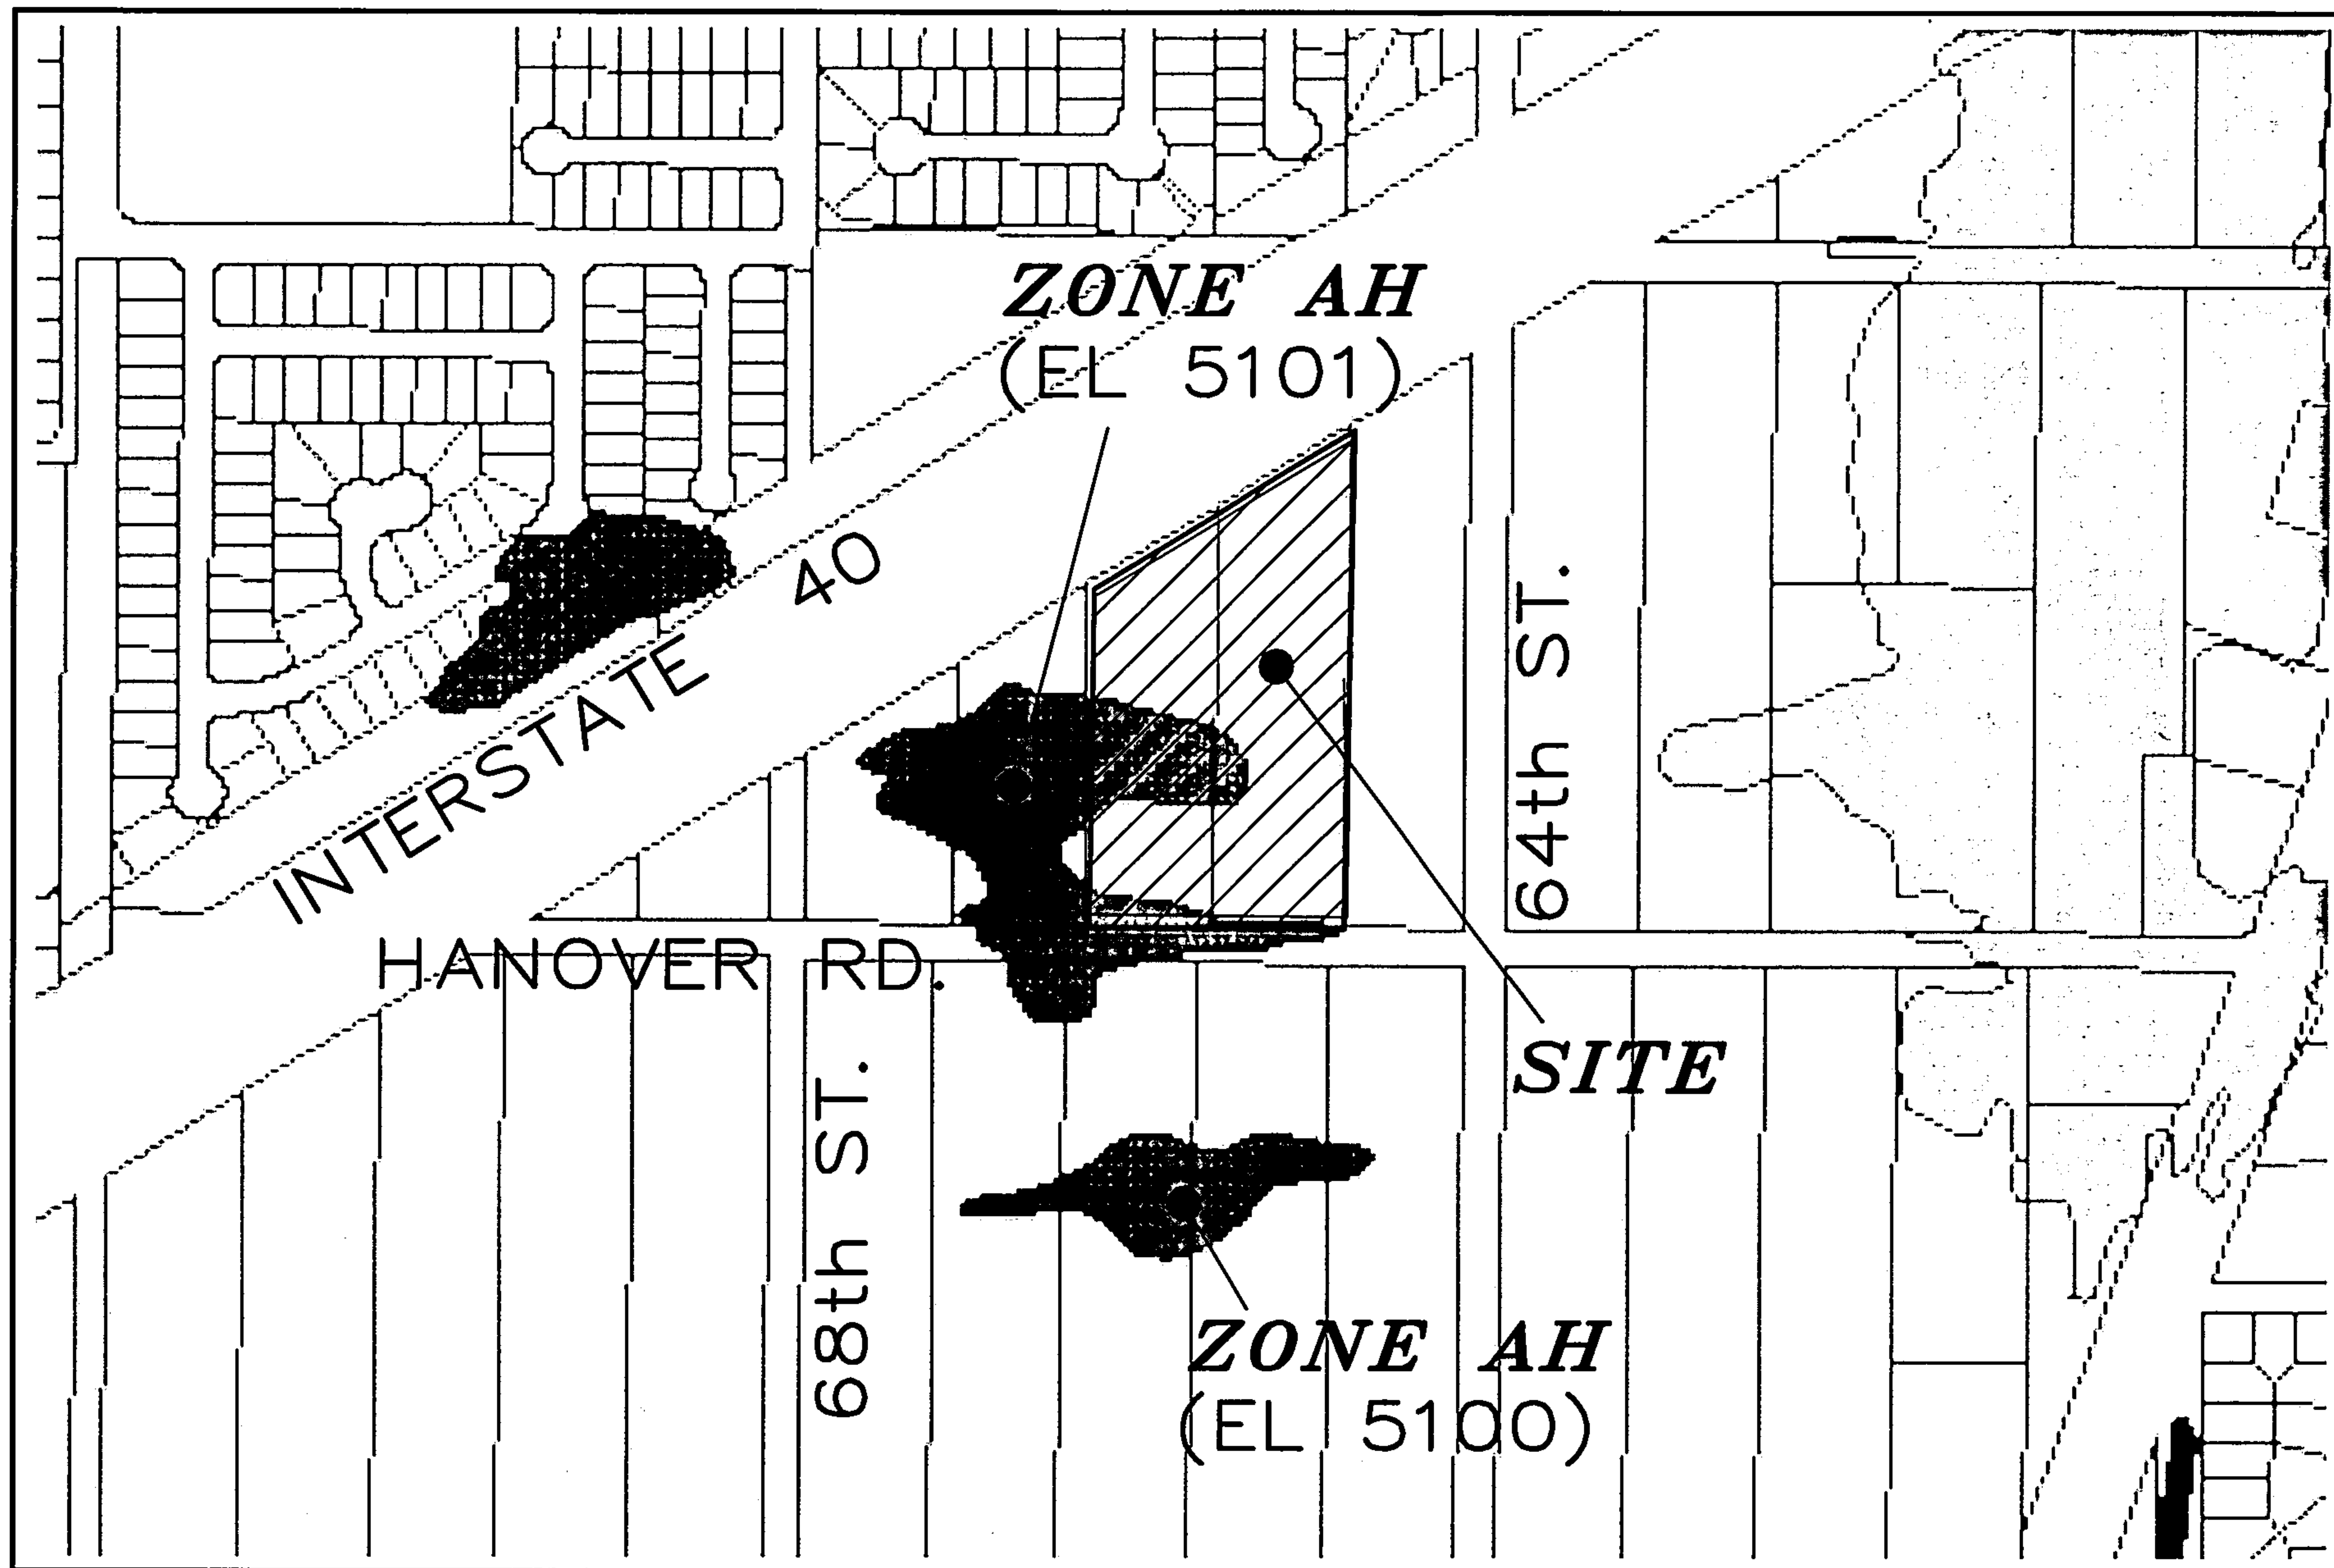 ZONE AH
(EL 5101)
INTERSTATE 40
64th ST.
HANOVER RD.
SITE
68th ST.
ZONE AH
(EL 5100)